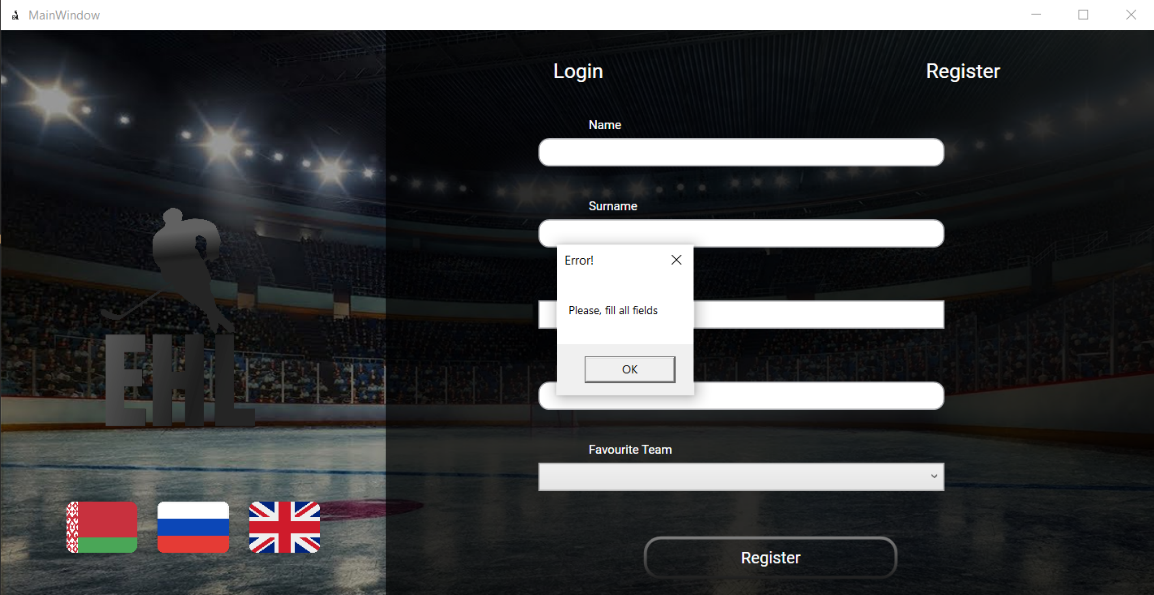 MainWindow
Login
Register
Name
Surname
Error!
Please, fill all fields
OK
Favourite Team
EHL
Register